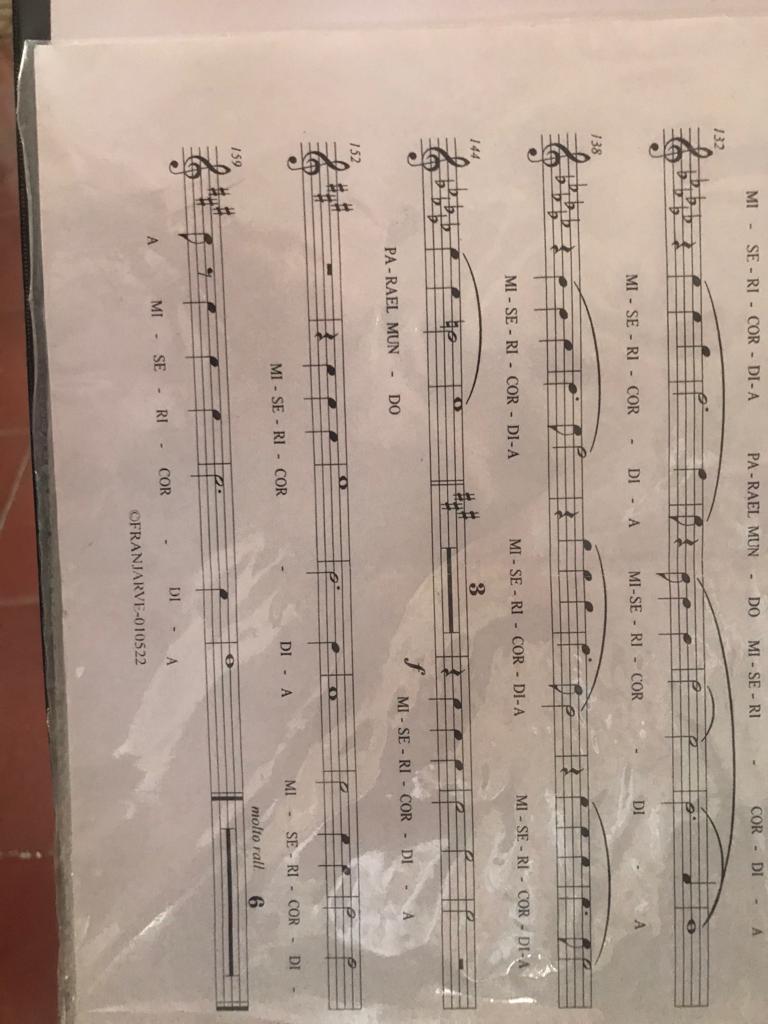 MI - SE - RI - COR - DI - A PA - RAEL MUN - DO MI - SE - RI - COR - DI - A
132
MI - SE - RI - COR - DI - A MI-SE - RI - COR - DI - A
138
MI - SE - RI - COR - DI-A MI - SE - RI - COR - DI-A MI - SE - RI - COR - DI-A
144
3
PA - RAEL MUN - DO f MI - SE - RI - COR - DI - A
152
MI - SE - RI - COR - DI - A MI - SE - RI - COR - DI -
159
molto rall 6
A MI - SE - RI - COR - DI - A
©FRANJARVE-010522